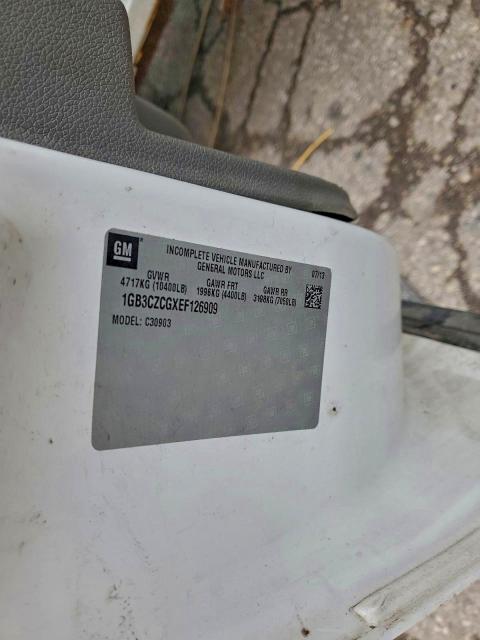 GM
INCOMPLETE VEHICLE MANUFACTURED BY
GENERAL MOTORS LLC
07/13
GVWR GAWR FRT GAWR RR
4717KG (10400LB) 1996KG (4400LB) 3198KG (7050LB)
1GB3CZCGXEF126909
MODEL: C30903